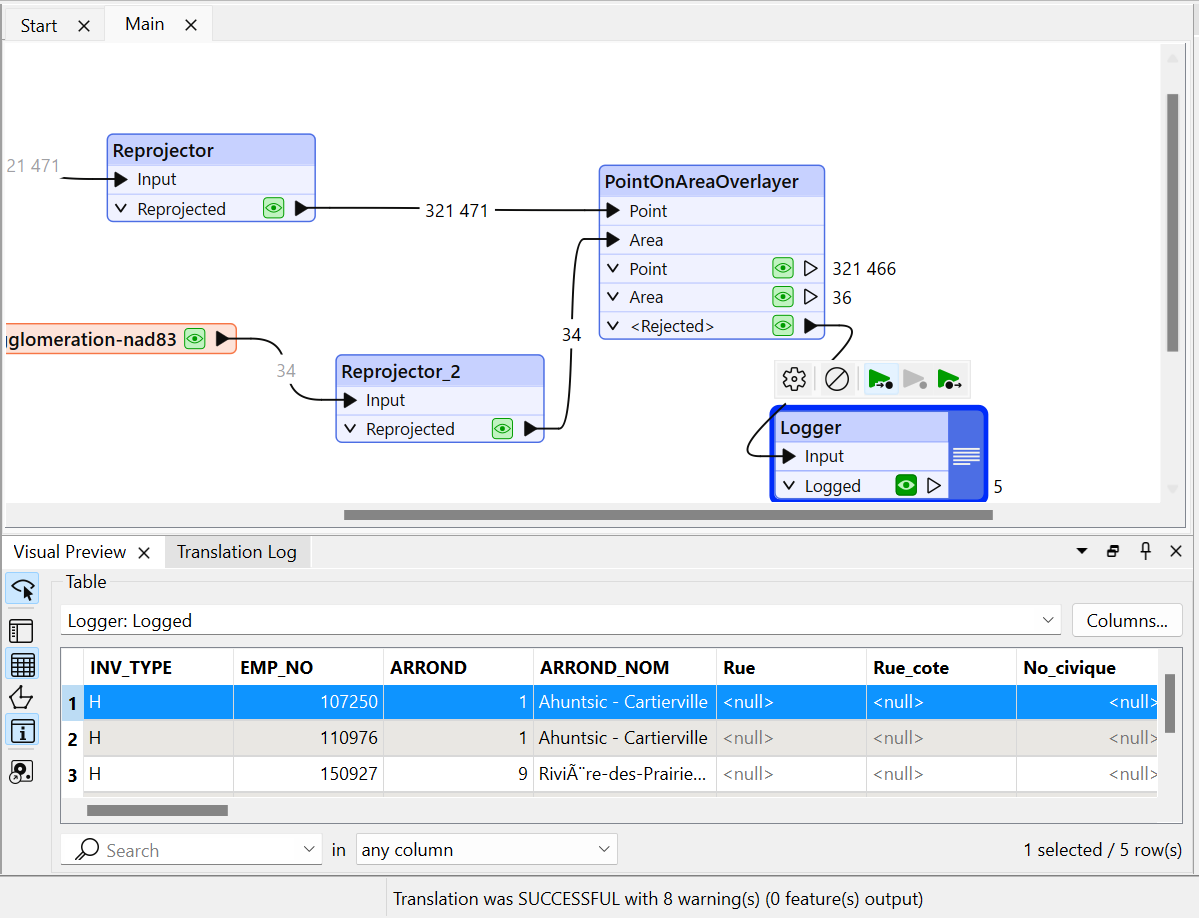 Start
Main
21 471
Reprojector
Input
Reprojected
321 471
PointOnAreaOverlayer
Point
Area
Point
321 466
Area
36
<Rejected>
glomeration-nad83
34
34
Reprojector_2
Input
Reprojected
Logger
Input
Logged
5
Visual Preview
Translation Log
Table
Logger: Logged
Columns...
INV_TYPE EMP_NO ARROND ARROND_NOM Rue Rue_cote No_civique
1 H 107250 1 Ahuntsic - Cartierville <null> <null> <null>
2 H 110976 1 Ahuntsic - Cartierville <null> <null> <null>
3 H 150927 9 RiviÃ¨re-des-Prairie... <null> <null> <null>
Search in any column 1 selected / 5 row(s)
Translation was SUCCESSFUL with 8 warning(s) (0 feature(s) output)